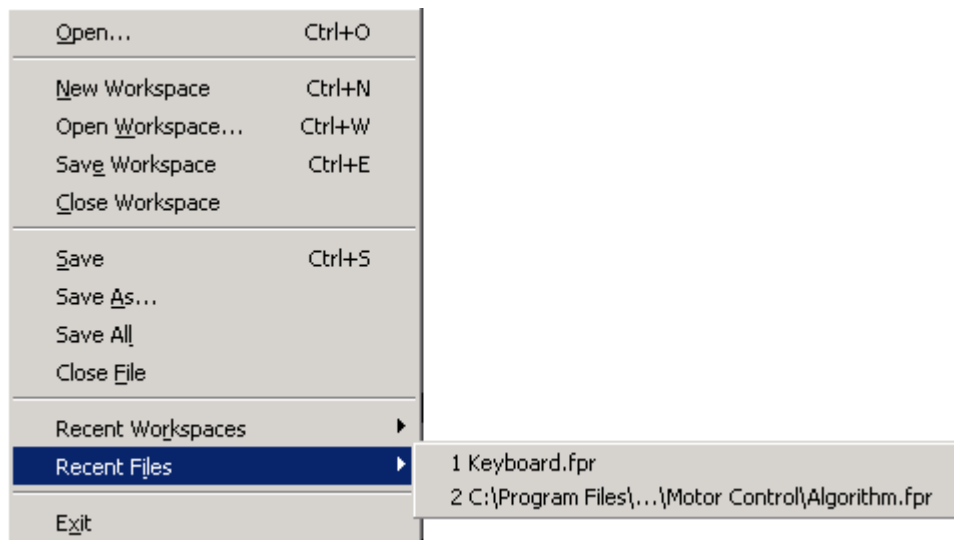 Open... Ctrl+O
New Workspace Ctrl+N
Open Workspace... Ctrl+W
Save Workspace Ctrl+E
Close Workspace
Save Ctrl+S
Save As...
Save All
Close File
Recent Workspaces
Recent Files
1 Keyboard.fpr
2 C:\Program Files\...\Motor Control\Algorithm.fpr
Exit